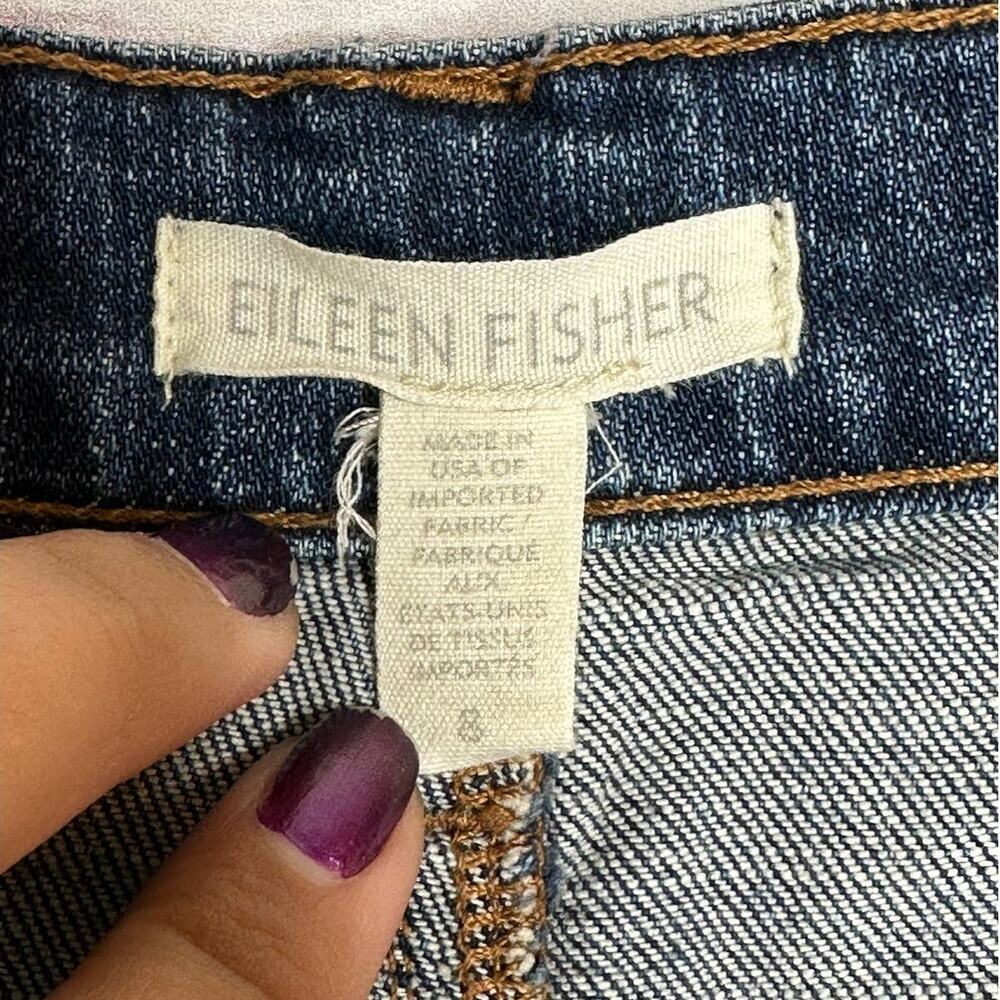 EILEEN FISHER
MADE IN
USA OF
IMPORTED
FABRIC /
FABRIQUÉ
AUX
ÉTATS-UNIS
DE TISSUS
IMPORTÉS
8